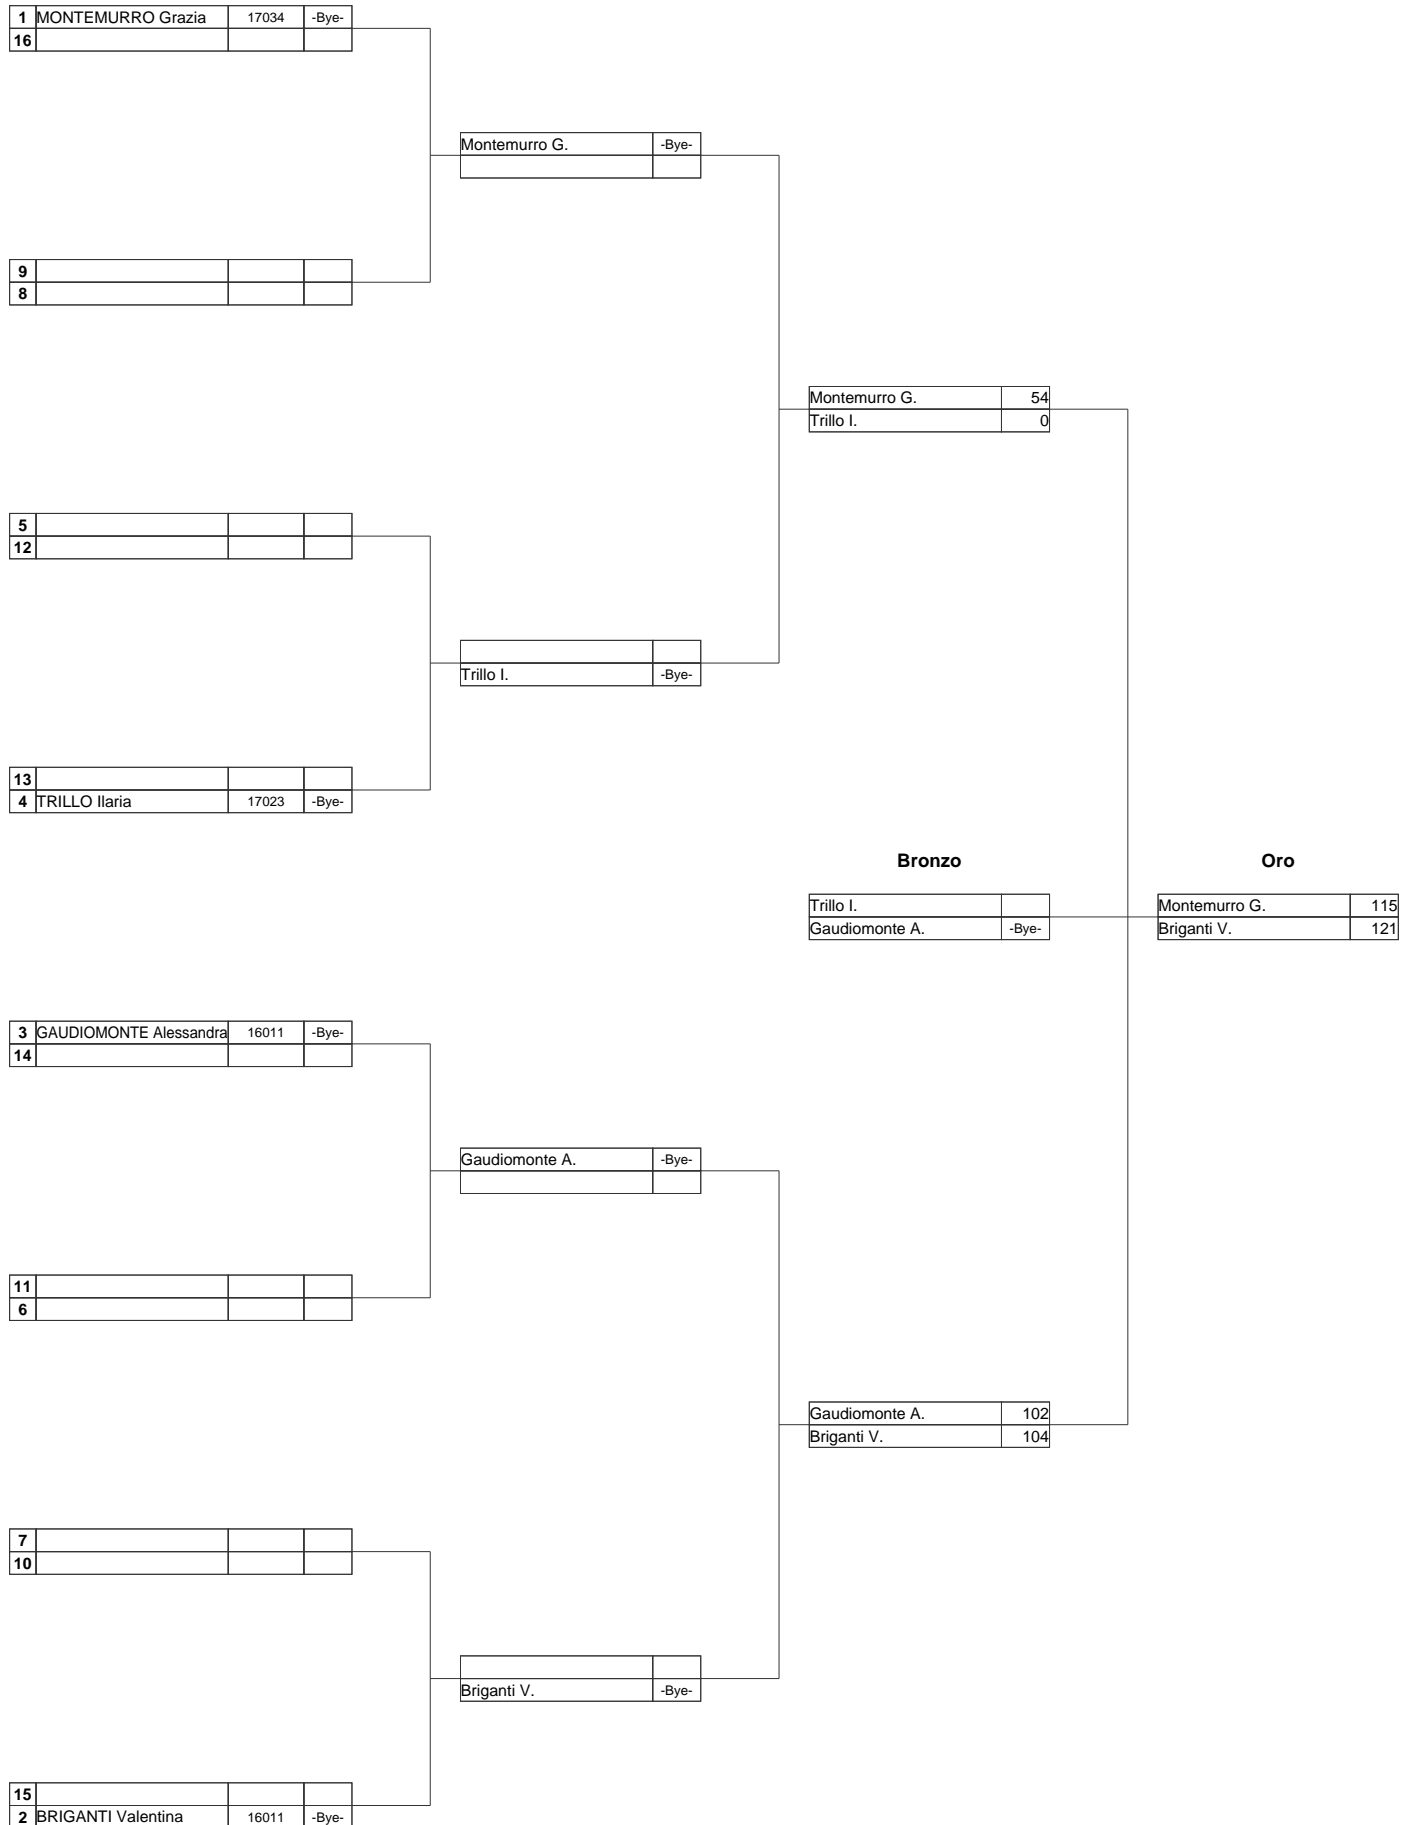 1 MONTEMURRO Grazia 17034 -Bye-
16
Montemurro G. -Bye-
9
8
Montemurro G. 54
Trillo I. 0
5
12
Trillo I. -Bye-
13
4 TRILLO Ilaria 17023 -Bye-
Bronzo Oro
Trillo I. Montemurro G. 115
Gaudiomonte A. -Bye- Briganti V. 121
3 GAUDIOMONTE Alessandra 16011 -Bye-
14
Gaudiomonte A. -Bye-
11
6
Gaudiomonte A. 102
Briganti V. 104
7
10
Briganti V. -Bye-
15
2 BRIGANTI Valentina 16011 -Bye-